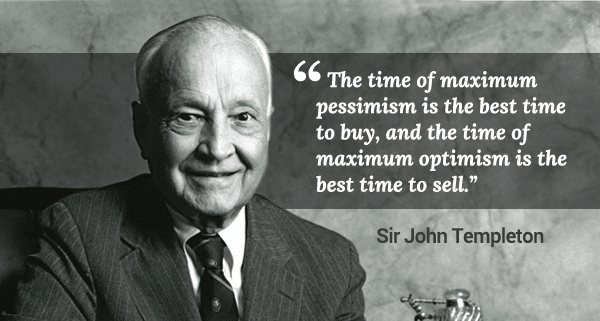 “ The time of maximum
pessimism is the best time
to buy, and the time of
maximum optimism is the
best time to sell.”
Sir John Templeton